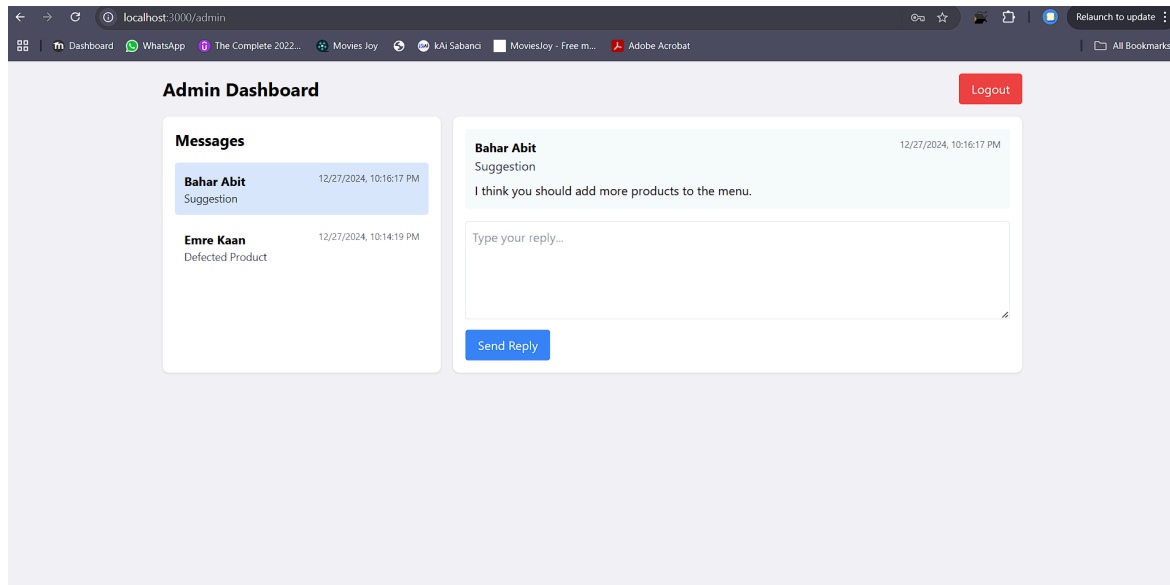 localhost:3000/admin
Relaunch to update
Dashboard WhatsApp The Complete 2022... Movies Joy kAi Sabanci MoviesJoy - Free m... Adobe Acrobat All Bookmarks
Admin Dashboard
Logout
Messages
Bahar Abit 12/27/2024, 10:16:17 PM
Suggestion
Emre Kaan 12/27/2024, 10:14:19 PM
Defected Product
Bahar Abit 12/27/2024, 10:16:17 PM
Suggestion
I think you should add more products to the menu.
Type your reply...
Send Reply